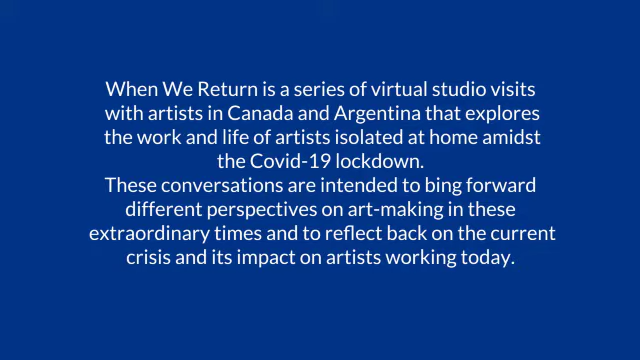 When We Return is a series of virtual studio visits
with artists in Canada and Argentina that explores
the work and life of artists isolated at home amidst
the Covid-19 lockdown.
These conversations are intended to bing forward
different perspectives on art-making in these
extraordinary times and to reflect back on the current
crisis and its impact on artists working today.